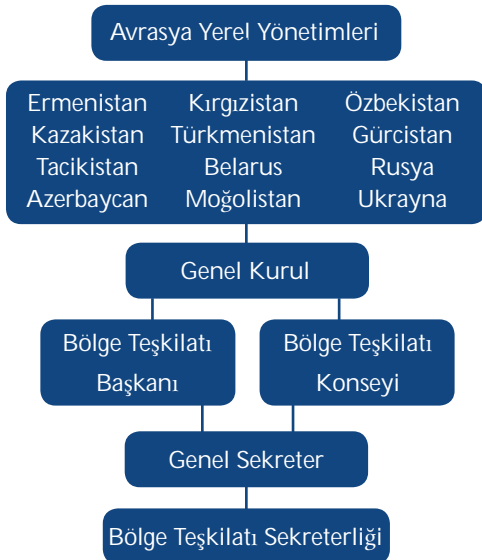 Avrasya Yerel Yönetimleri
Ermenistan Kırgızistan Özbekistan
Kazakistan Türkmenistan Gürcistan
Tacikistan Belarus Rusya
Azerbaycan Moğolistan Ukrayna
Genel Kurul
Bölge Teşkilatı
Başkanı
Bölge Teşkilatı
Konseyi
Genel Sekreter
Bölge Teşkilatı Sekreterliği